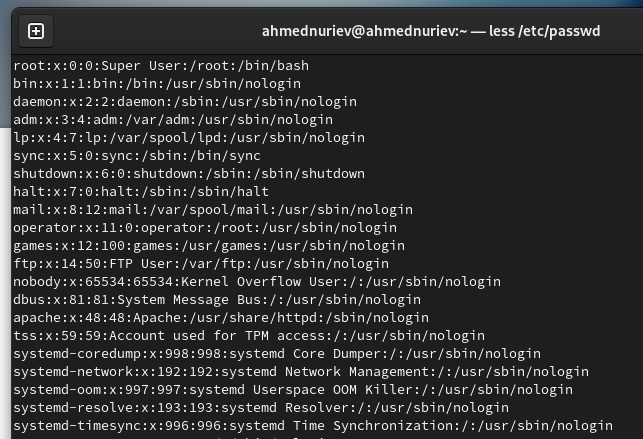 ahmednuriev@ahmednuriev:~ — less /etc/passwd
root:x:0:0:Super User:/root:/bin/bash
bin:x:1:1:bin:/bin:/usr/sbin/nologin
daemon:x:2:2:daemon:/sbin:/usr/sbin/nologin
adm:x:3:4:adm:/var/adm:/usr/sbin/nologin
lp:x:4:7:lp:/var/spool/lpd:/usr/sbin/nologin
sync:x:5:0:sync:/sbin:/bin/sync
shutdown:x:6:0:shutdown:/sbin:/sbin/shutdown
halt:x:7:0:halt:/sbin:/sbin/halt
mail:x:8:12:mail:/var/spool/mail:/usr/sbin/nologin
operator:x:11:0:operator:/root:/usr/sbin/nologin
games:x:12:100:games:/usr/games:/usr/sbin/nologin
ftp:x:14:50:FTP User:/var/ftp:/usr/sbin/nologin
nobody:x:65534:65534:Kernel Overflow User:/:/usr/sbin/nologin
dbus:x:81:81:System Message Bus:/:/usr/sbin/nologin
apache:x:48:48:Apache:/usr/share/httpd:/sbin/nologin
tss:x:59:59:Account used for TPM access:/:/usr/sbin/nologin
systemd-coredump:x:998:998:systemd Core Dumper:/:/usr/sbin/nologin
systemd-network:x:192:192:systemd Network Management:/:/usr/sbin/nologin
systemd-oom:x:997:997:systemd Userspace OOM Killer:/:/usr/sbin/nologin
systemd-resolve:x:193:193:systemd Resolver:/:/usr/sbin/nologin
systemd-timesync:x:996:996:systemd Time Synchronization:/:/usr/sbin/nologin